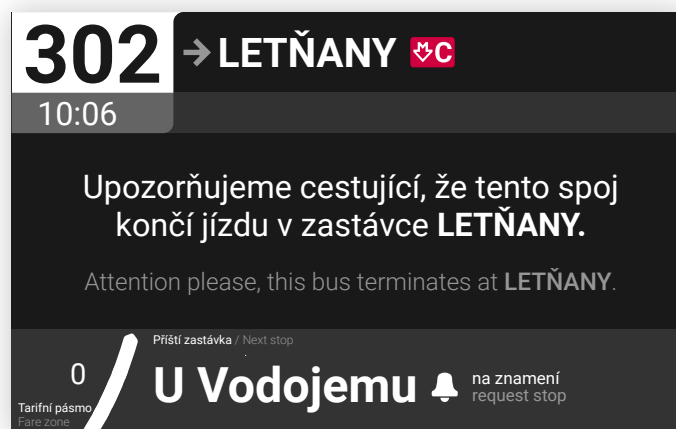 302
→ LETŇANY C
10:06
Upozorňujeme cestující, že tento spoj
končí jízdu v zastávce LETŇANY.
Attention please, this bus terminates at LETŇANY.
Příští zastávka / Next stop
0
U Vodojemu
na znamení
request stop
Tarifní pásmo
Fare zone